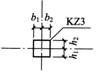 b₁ b₂
KZ3
h₂
h₁